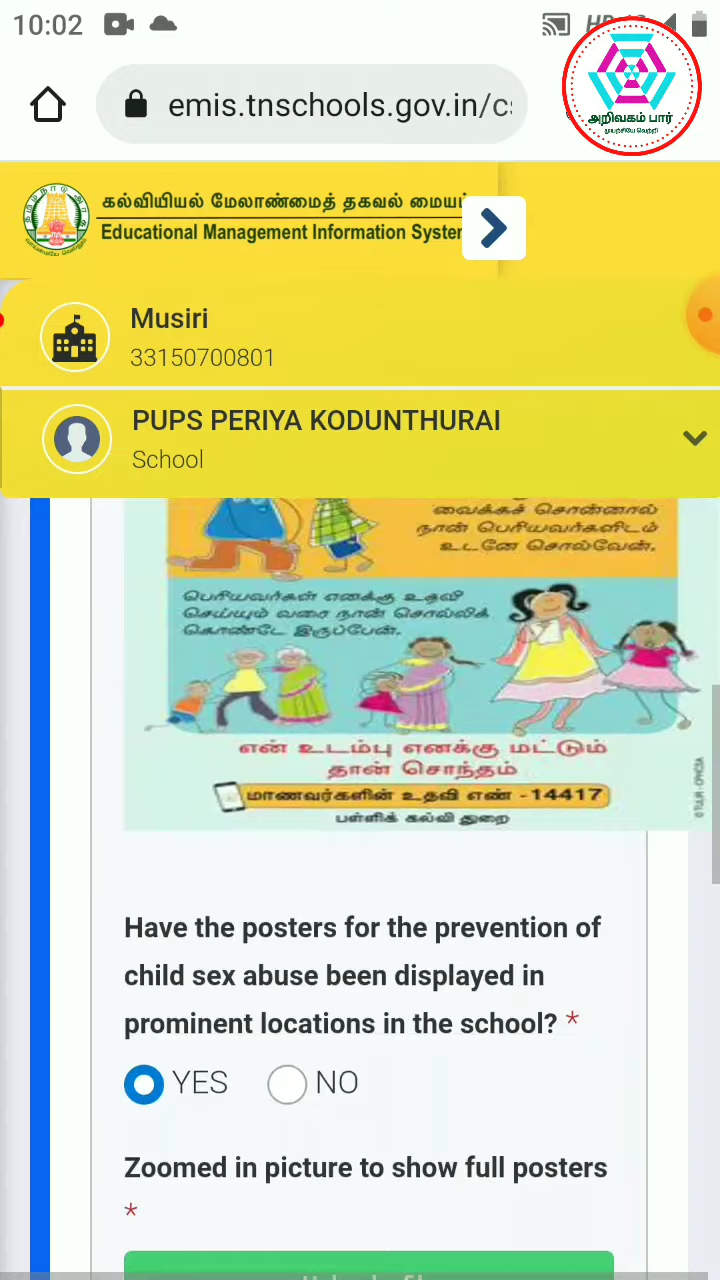 10:02
அறிவகம் பார்
முயற்சியே வெற்றி
emis.tnschools.gov.in/c
கல்வியியல் மேலாண்மைத் தகவல்
Educational Management Information
Musiri
33150700801
PUPS PERIYA KODUNTHURAI
School
வைக்கச் சொன்னால்
நான் பெரியவர்களிடம்
உடனே சொல்வேன்.
பெரியவர்கள் எனக்கு உதவி
செய்யும் வரை நான் சொல்லிக்
கொண்டே இருப்பேன்.
என் உடம்பு எனக்கு மட்டும்
தான் சொந்தம்
மாணவர்களின் உதவி எண் -14417
பள்ளிக் கல்வி துறை
Have the posters for the prevention of
child sex abuse been displayed in
prominent locations in the school? *
YES NO
Zoomed in picture to show full posters
*